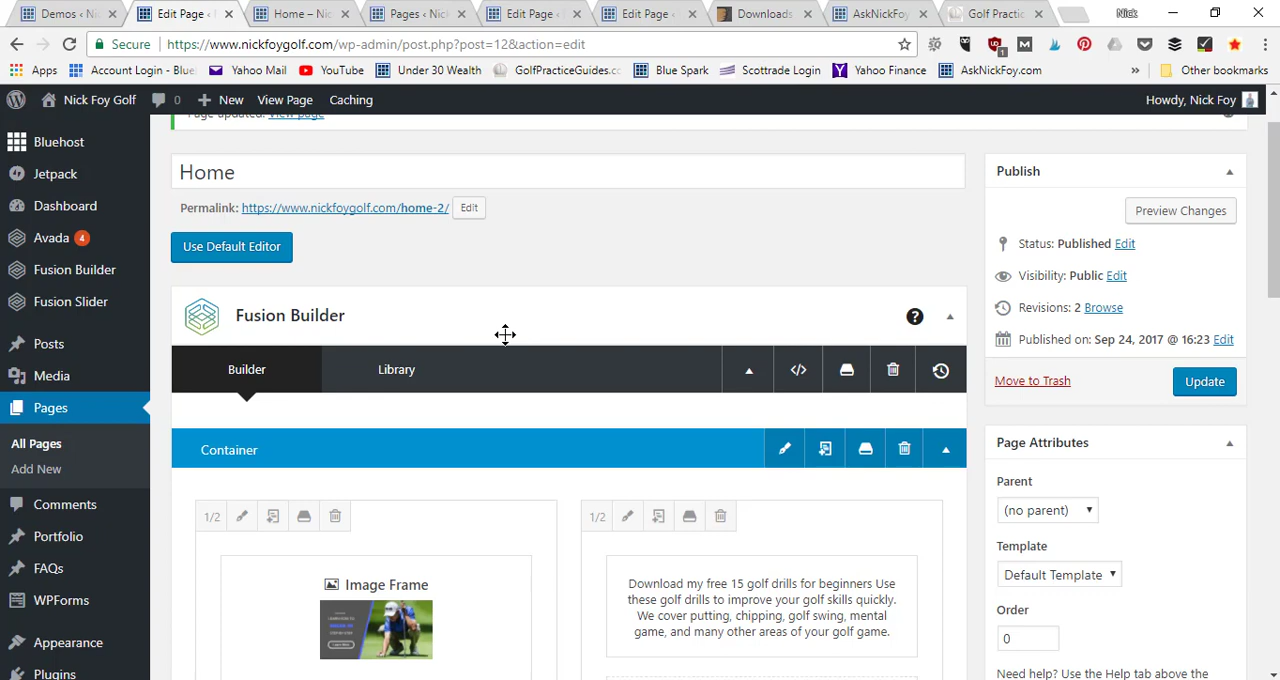 Demos ‹ N
Edit Page ‹
Home – Nic
Pages ‹ Nick
Edit Page ‹
Edit Page ‹
Downloads
AskNickFoy
Golf Practic
Nick
Secure
https://www.nickfoygolf.com/wp-admin/post.php?post=12&action=edit
Apps
Account Login - Blue
Yahoo Mail
YouTube
Under 30 Wealth
GolfPracticeGuides.cc
Blue Spark
Scottrade Login
Yahoo Finance
AskNickFoy.com
»
Other bookmarks
Nick Foy Golf
0
+ New
View Page
Caching
Howdy, Nick Foy
Bluehost
Jetpack
Dashboard
Avada 4
Fusion Builder
Fusion Slider
Posts
Media
Pages
All Pages
Add New
Comments
Portfolio
FAQs
WPForms
Appearance
Plugins
Page updated. View page
Home
Permalink: https://www.nickfoygolf.com/home-2/ Edit
Use Default Editor
Fusion Builder
Builder
Library
Container
1/2
Image Frame
1/2
Download my free 15 golf drills for beginners Use
these golf drills to improve your golf skills quickly.
We cover putting, chipping, golf swing, mental
game, and many other areas of your golf game.
Publish
Preview Changes
Status: Published Edit
Visibility: Public Edit
Revisions: 2 Browse
Published on: Sep 24, 2017 @ 16:23 Edit
Move to Trash
Update
Page Attributes
Parent
(no parent)
Template
Default Template
Order
0
Need help? Use the Help tab above the